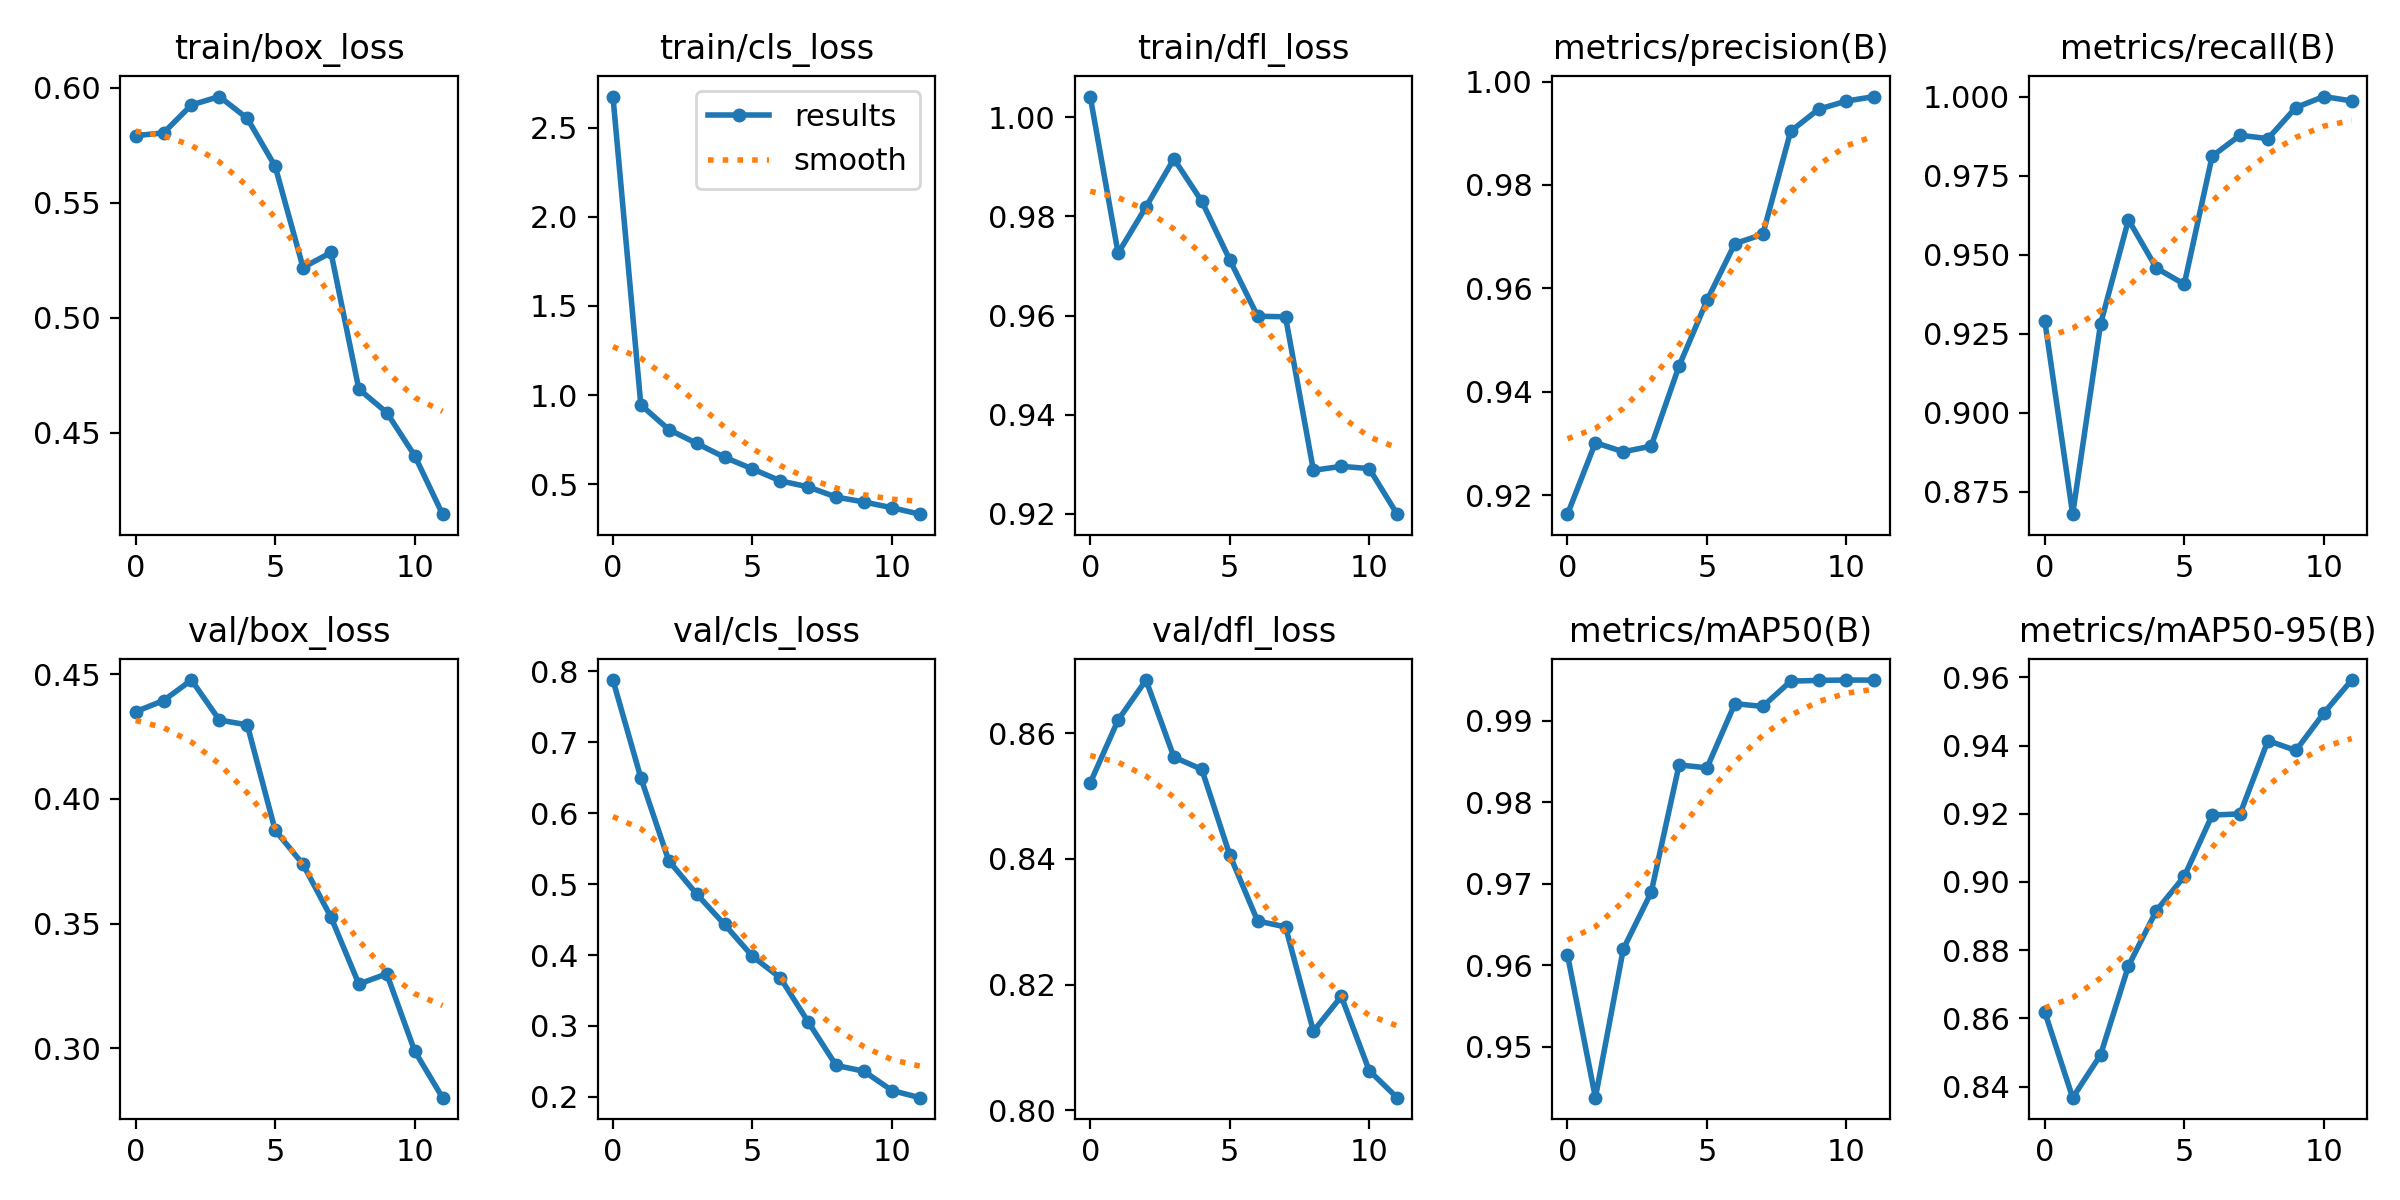 train/box_loss
0.60
0.55
0.50
0.45
0 5 10
train/cls_loss
results
smooth
2.5
2.0
1.5
1.0
0.5
0 5 10
train/dfl_loss
1.00
0.98
0.96
0.94
0.92
0 5 10
metrics/precision(B)
1.00
0.98
0.96
0.94
0.92
0 5 10
metrics/recall(B)
1.000
0.975
0.950
0.925
0.900
0.875
0 5 10
val/box_loss
0.45
0.40
0.35
0.30
0 5 10
val/cls_loss
0.8
0.7
0.6
0.5
0.4
0.3
0.2
0 5 10
val/dfl_loss
0.86
0.84
0.82
0.80
0 5 10
metrics/mAP50(B)
0.99
0.98
0.97
0.96
0.95
0 5 10
metrics/mAP50-95(B)
0.96
0.94
0.92
0.90
0.88
0.86
0.84
0 5 10